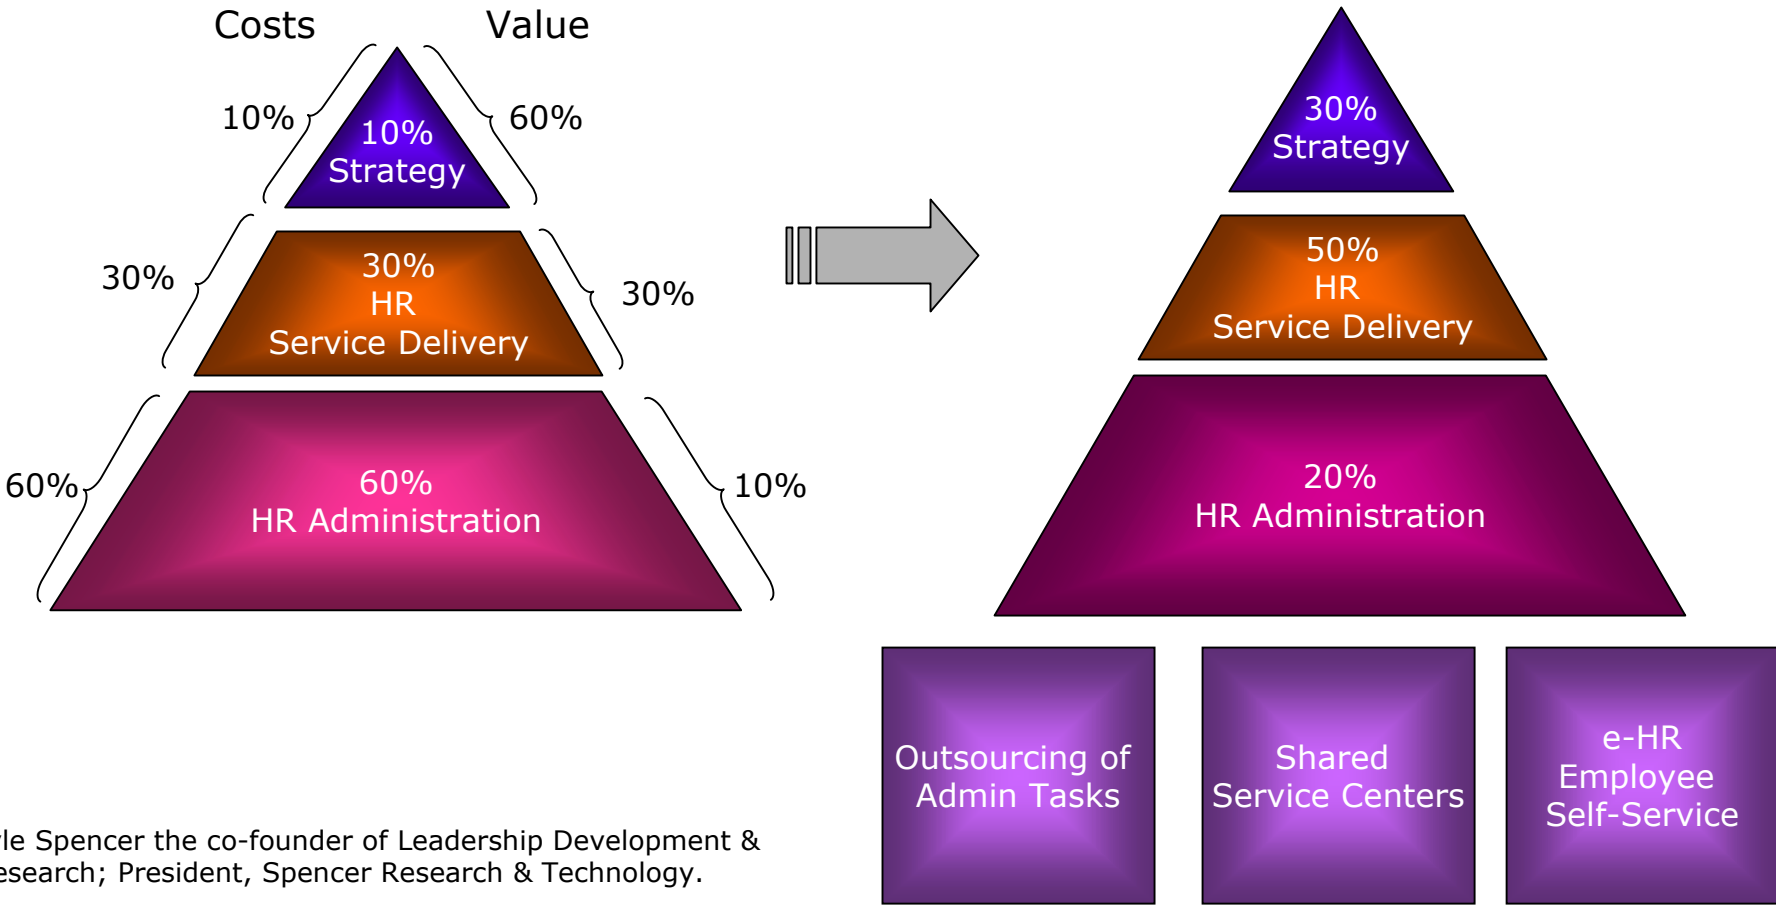 Costs
Value
10%
60%
10%
Strategy
30%
30%
30%
HR
Service Delivery
60%
10%
60%
HR Administration
30%
Strategy
50%
HR
Service Delivery
20%
HR Administration
Outsourcing of
Admin Tasks
Shared
Service Centers
e-HR
Employee
Self-Service
Spencer the co-founder of Leadership Development &
President, Spencer Research & Technology.